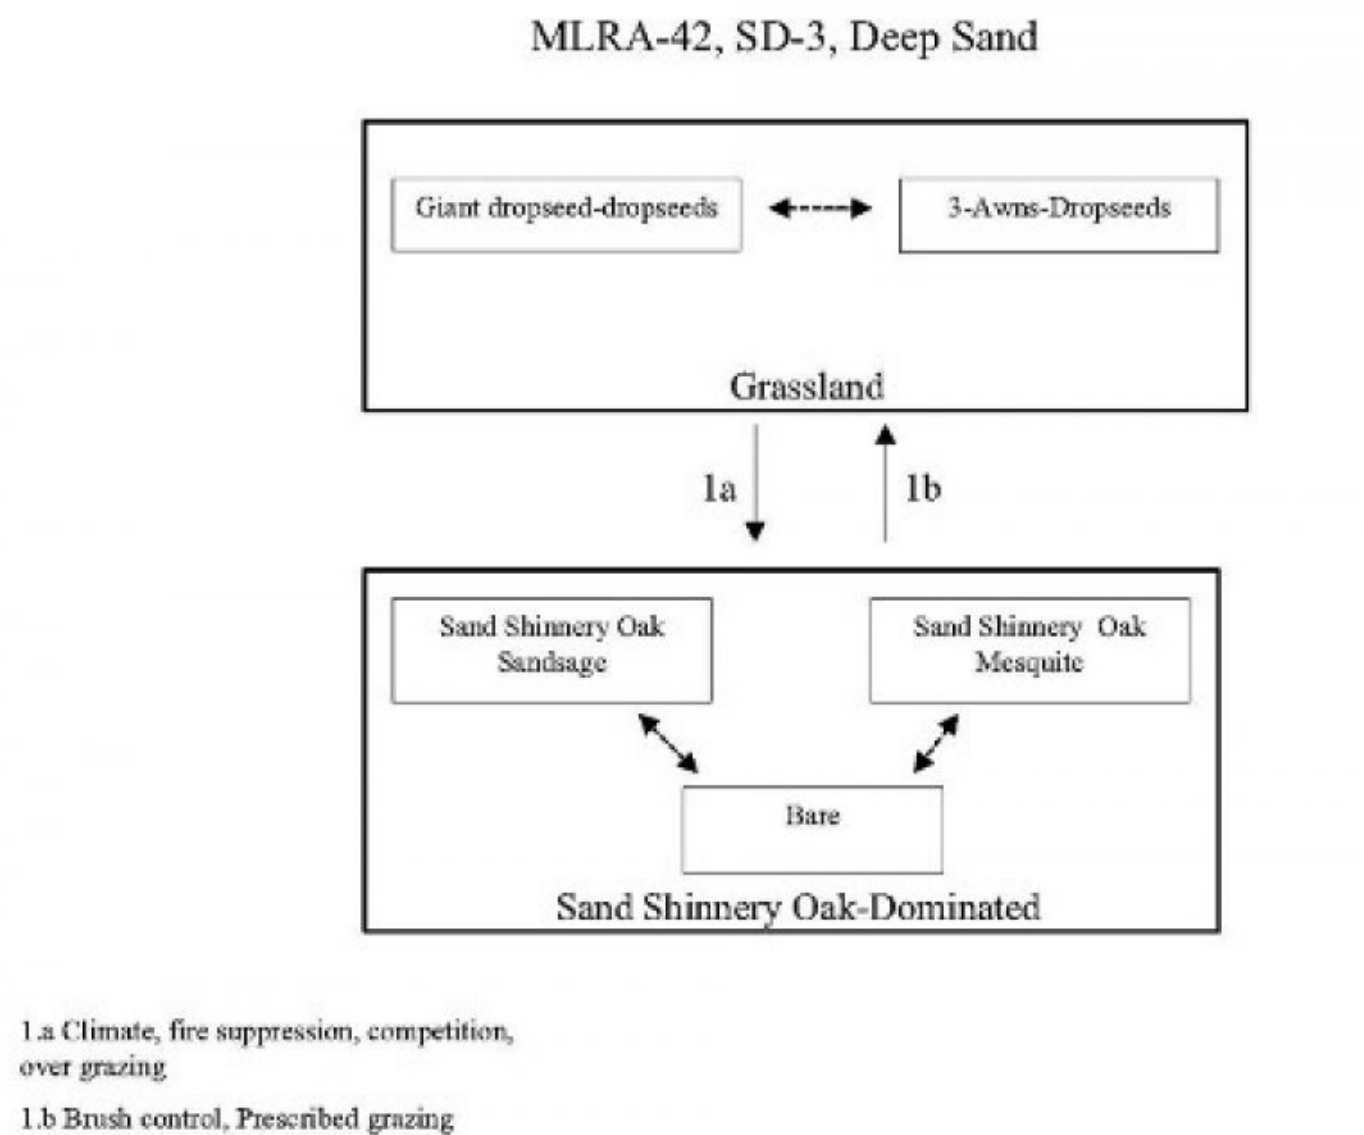 MLRA-42, SD-3, Deep Sand
Giant dropseed-dropseeds
3-Awns-Dropseeds
Grassland
1a
1b
Sand Shinnery Oak
Sandsage
Sand Shinnery Oak
Mesquite
Bare
Sand Shinnery Oak-Dominated
1.a Climate, fire suppression, competition,
over grazing
1.b Brush control, Prescribed grazing